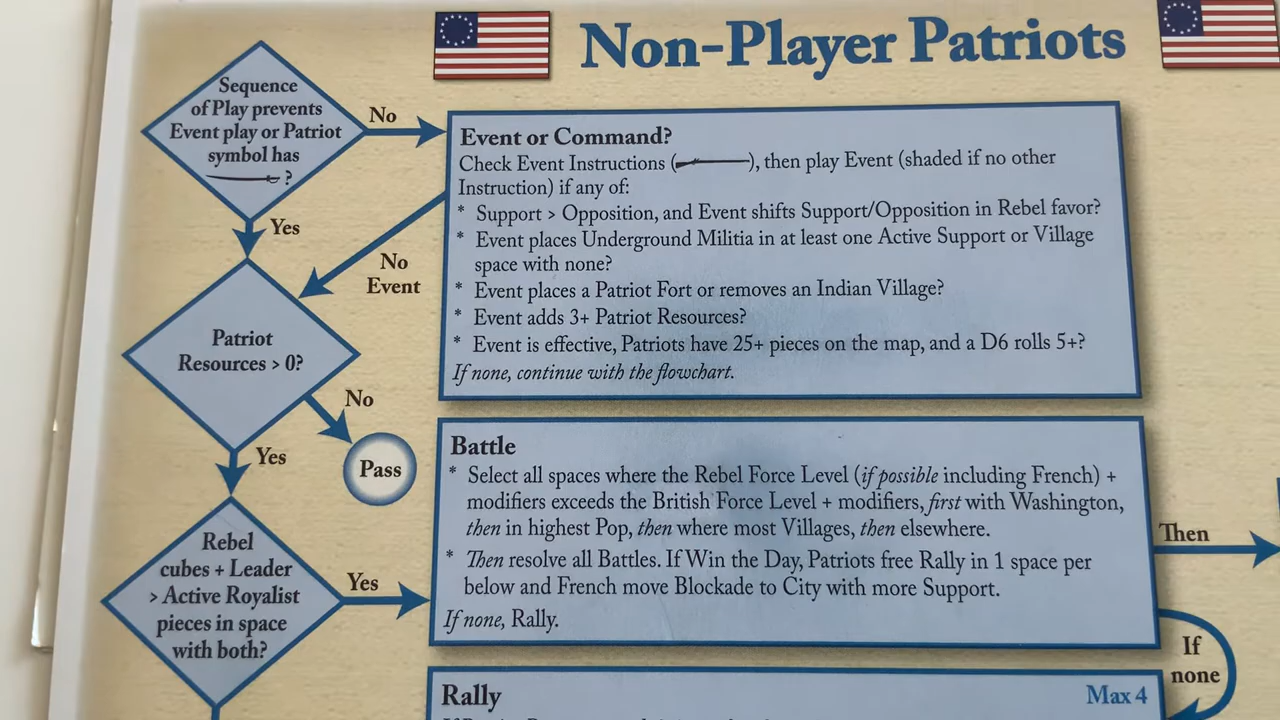 Non-Player Patriots
Sequence
of Play prevents
Event play or Patriot
symbol has
?
No
Yes
Event or Command?
Check Event Instructions (), then play Event (shaded if no other
Instruction) if any of:
* Support > Opposition, and Event shifts Support/Opposition in Rebel favor?
* Event places Underground Militia in at least one Active Support or Village
space with none?
* Event places a Patriot Fort or removes an Indian Village?
* Event adds 3+ Patriot Resources?
* Event is effective, Patriots have 25+ pieces on the map, and a D6 rolls 5+?
If none, continue with the flowchart.
No
Event
Patriot
Resources > 0?
No
Pass
Yes
Rebel
cubes + Leader
> Active Royalist
pieces in space
with both?
Yes
Battle
* Select all spaces where the Rebel Force Level (if possible including French) +
modifiers exceeds the British Force Level + modifiers, first with Washington,
then in highest Pop, then where most Villages, then elsewhere.
* Then resolve all Battles. If Win the Day, Patriots free Rally in 1 space per
below and French move Blockade to City with more Support.
If none, Rally.
Then
If
none
Rally
Max 4